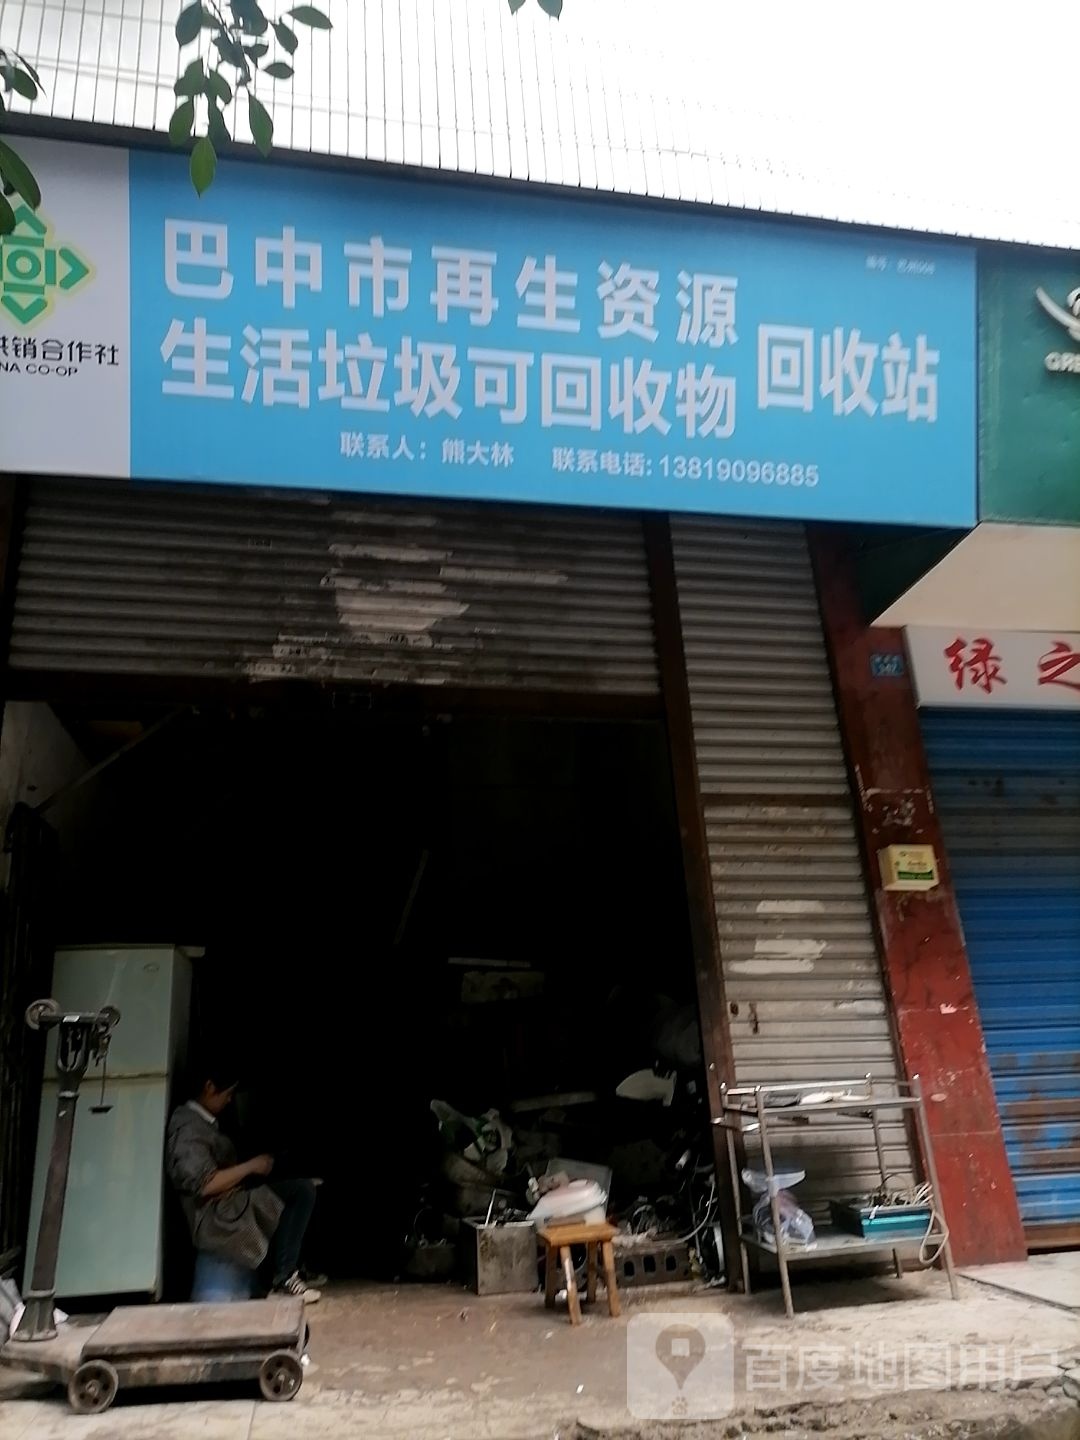 供销合作社
NA CO-OP
巴中市再生资源
生活垃圾可回收物
回收站
联系人：熊大林 联系电话:13819096885
GRE
绿之
百度地图用户